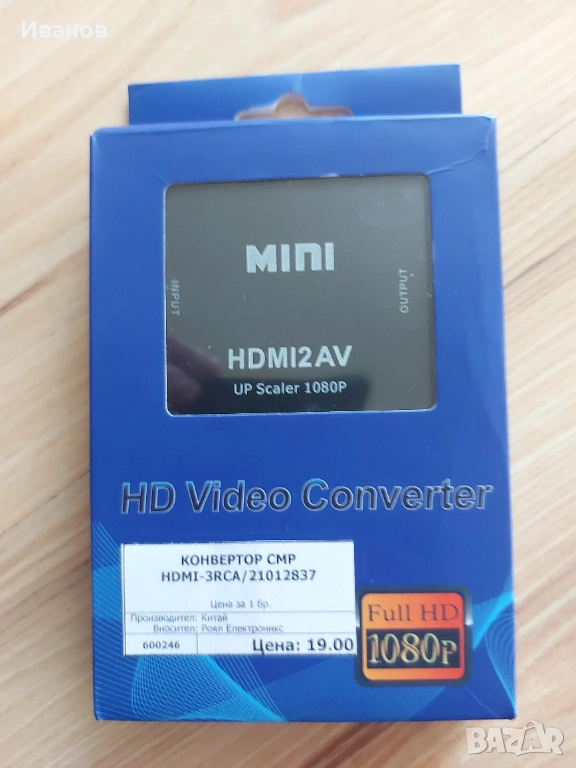 Иванов
MINI
INPUT
OUTPUT
HDMI2AV
UP Scaler 1080P
HD Video Converter
КОНВЕРТОР CMP
HDMI-3RCA/21012837
Цена за 1 бр.
Производител: Китай
Вносител: Роял Електроникс
600246 Цена: 19.00
Full HD
1080P
BAZAR